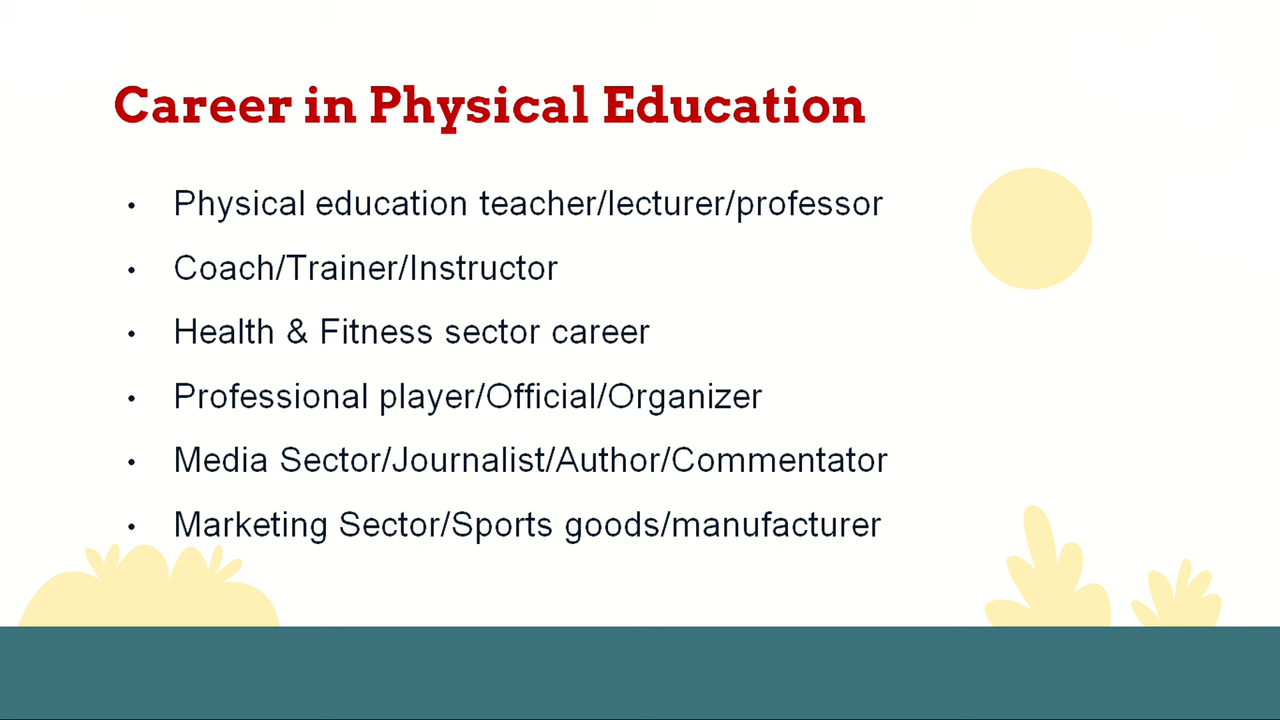 Career in Physical Education
• Physical education teacher/lecturer/professor
• Coach/Trainer/Instructor
• Health & Fitness sector career
• Professional player/Official/Organizer
• Media Sector/Journalist/Author/Commentator
• Marketing Sector/Sports goods/manufacturer